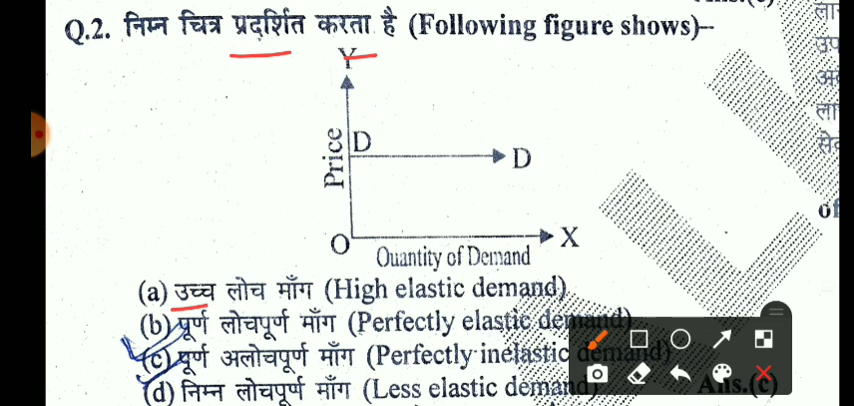 Q.2. निम्न चित्र प्रदर्शित करता है (Following figure shows)–
Y
Price
D
D
O
X
Quantity of Demand
(a) उच्च लोच माँग (High elastic demand)
(b) पूर्ण लोचपूर्ण माँग (Perfectly elastic demand)
(c) पूर्ण अलोचपूर्ण माँग (Perfectly inelastic demand)
(d) निम्न लोचपूर्ण माँग (Less elastic demand)
Ans.(c)